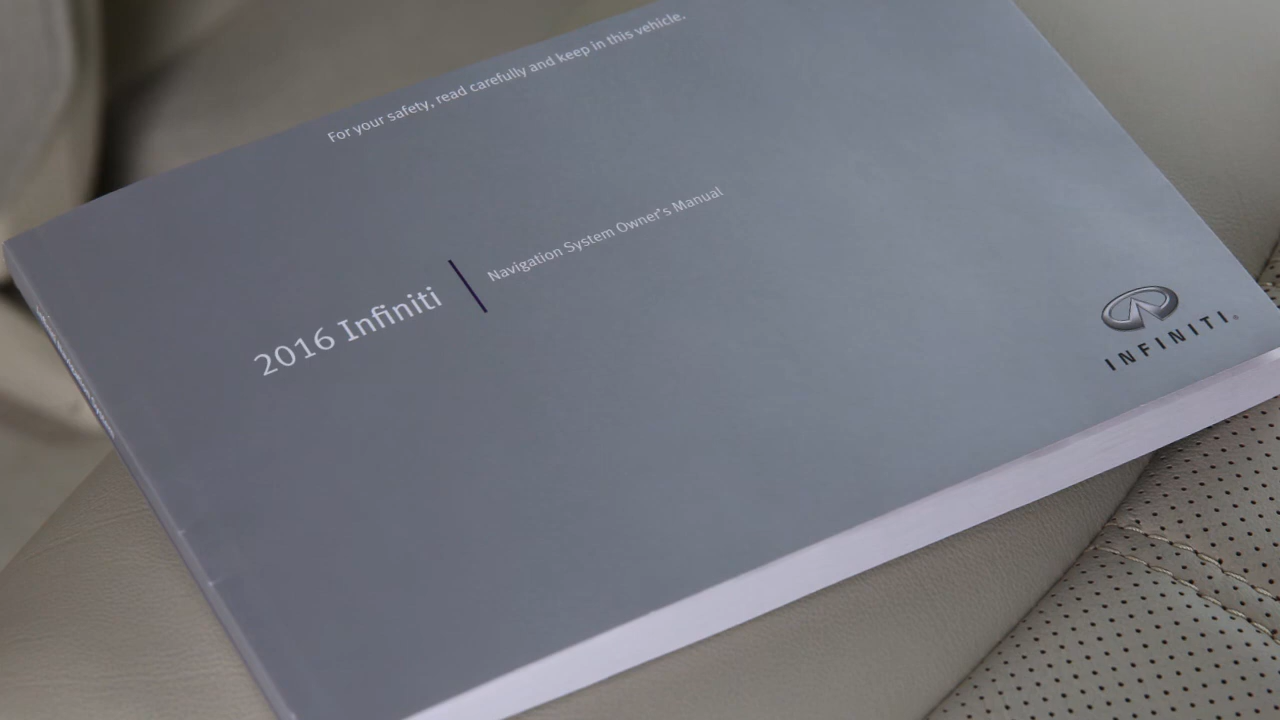 For your safety, read carefully and keep in this vehicle.
2016 Infiniti | Navigation System Owner's Manual
INFINITI®